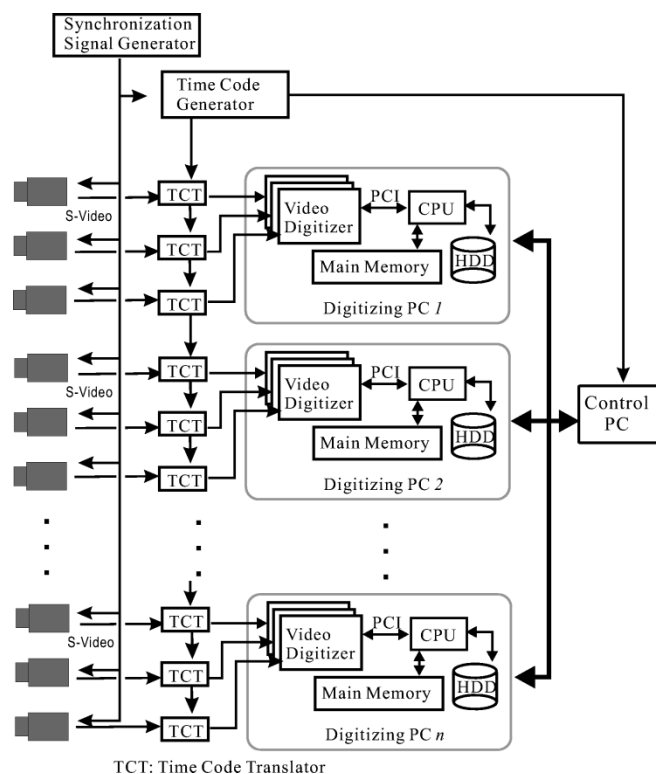 Synchronization
Signal Generator
Time Code
Generator
TCT
S-Video
TCT
TCT
Video
Digitizer
PCI
CPU
Main Memory
HDD
Digitizing PC 1
TCT
S-Video
TCT
TCT
Video
Digitizer
PCI
CPU
Main Memory
HDD
Digitizing PC 2
Control
PC
TCT
S-Video
TCT
TCT
Video
Digitizer
PCI
CPU
Main Memory
HDD
Digitizing PC n
TCT: Time Code Translator